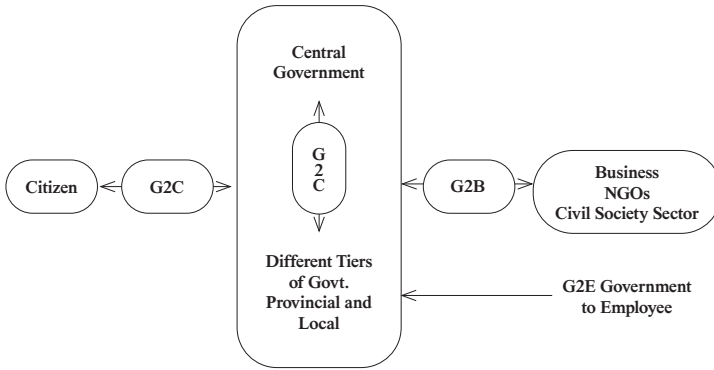 Central
Government
Citizen
G2C
G
2
C
G2B
Business
NGOs
Civil Society Sector
Different Tiers
of Govt.
Provincial and
Local
G2E Government
to Employee